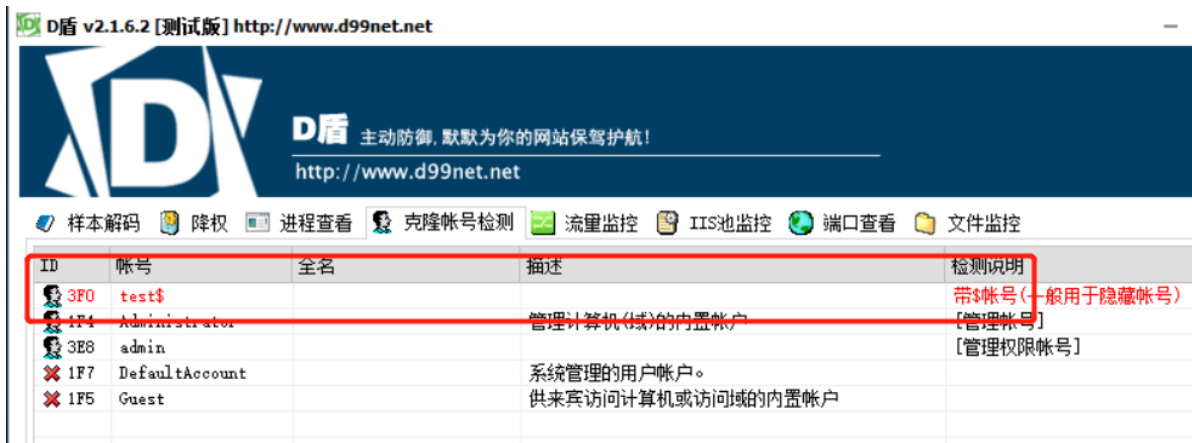 D盾 v2.1.6.2 [测试版] http://www.d99net.net
D盾 主动防御,默默为你的网站保驾护航!
http://www.d99net.net
样本解码 降权 进程查看 克隆帐号检测 流量监控 IIS池监控 端口查看 文件监控
ID 帐号 全名 描述 检测说明
3F0 test$ 带$帐号(一般用于隐藏帐号)
1F4 Administrator 管理计算机(域)的内置帐户 [管理帐号]
3E8 admin [管理权限帐号]
1F7 DefaultAccount 系统管理的用户帐户。
1F5 Guest 供来宾访问计算机或访问域的内置帐户